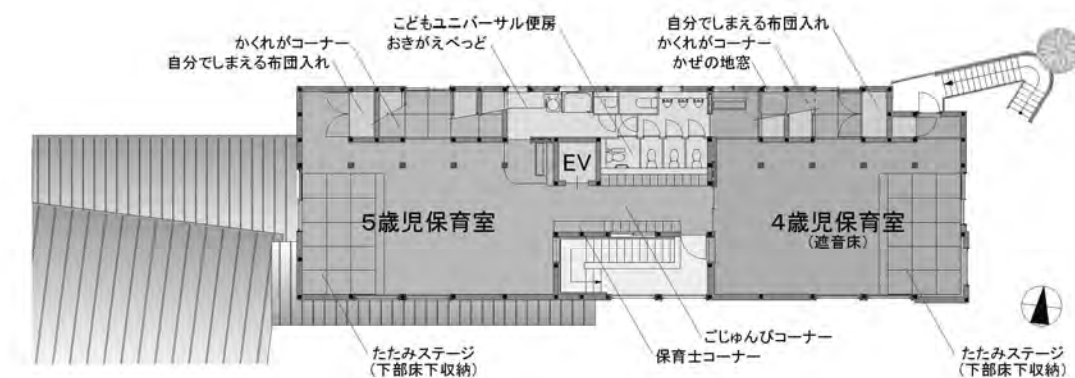 こどもユニバーサル便房
おきがえべっど
かくれがコーナー
自分でしまえる布団入れ
自分でしまえる布団入れ
かくれがコーナー
かぜの地窓
EV
5歳児保育室
4歳児保育室
(遮音床)
ごじゅんびコーナー
保育士コーナー
たたみステージ
(下部床下収納)
たたみステージ
(下部床下収納)